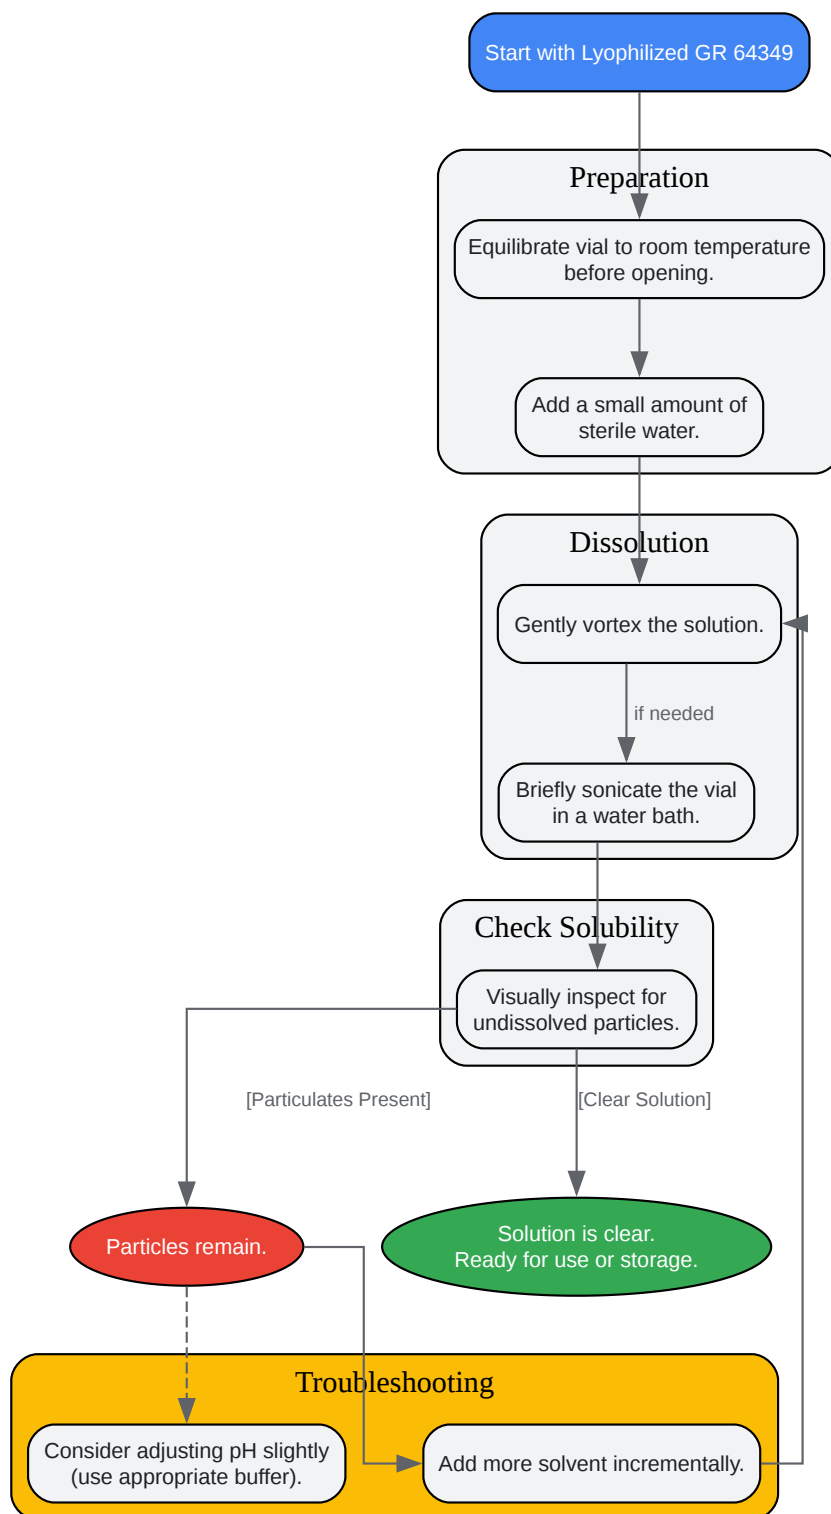 Start with Lyophilized GR 64349
Preparation
Equilibrate vial to room temperature
before opening.
Add a small amount of
sterile water.
Dissolution
Gently vortex the solution.
if needed
Briefly sonicate the vial
in a water bath.
Check Solubility
Visually inspect for
undissolved particles.
[Particulates Present]
[Clear Solution]
Particles remain.
Solution is clear.
Ready for use or storage.
Troubleshooting
Consider adjusting pH slightly
(use appropriate buffer).
Add more solvent incrementally.